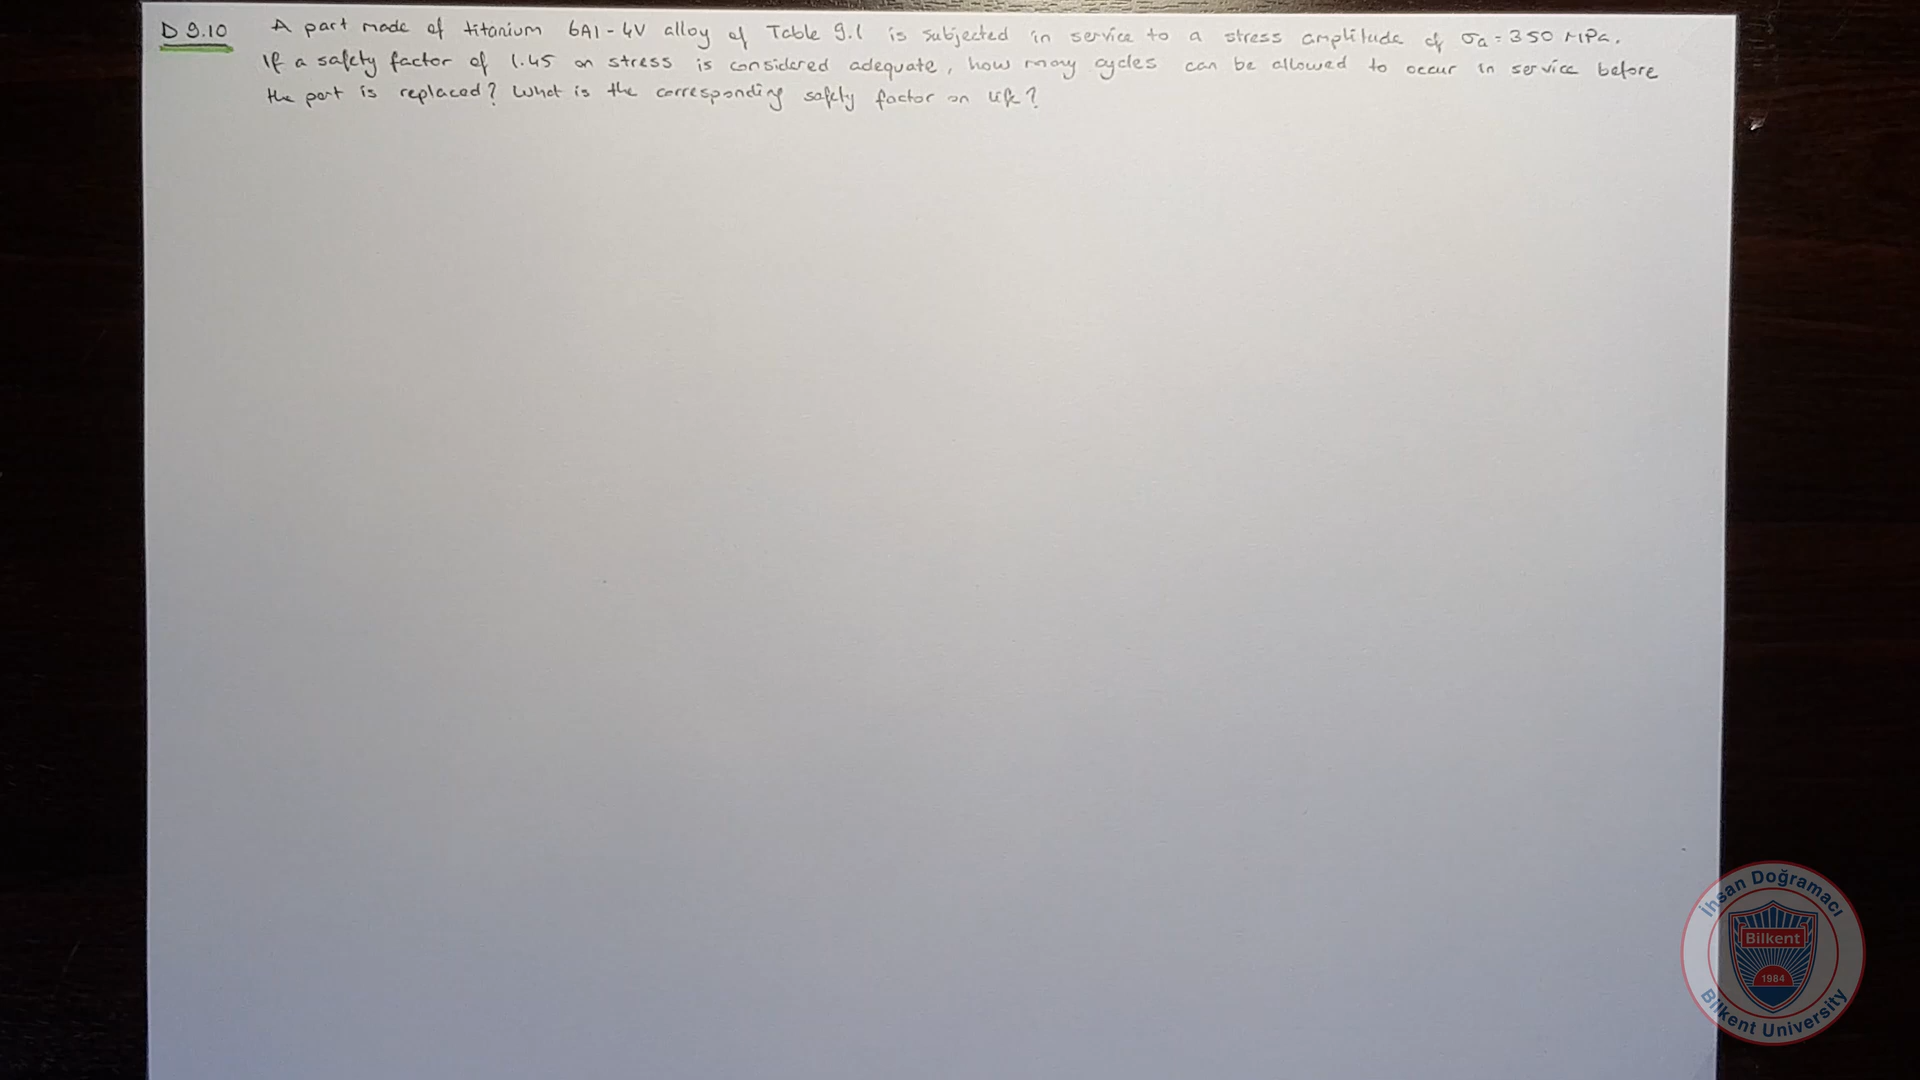 D 9.10 A part made of titanium 6Al-4V alloy of Table 9.1 is subjected in service to a stress amplitude of σa = 350 MPa.
If a safety factor of 1.45 on stress is considered adequate, how many cycles can be allowed to occur in service before
the part is replaced? What is the corresponding safety factor on life?
İhsan Doğramacı
Bilkent
1984
Bilkent University